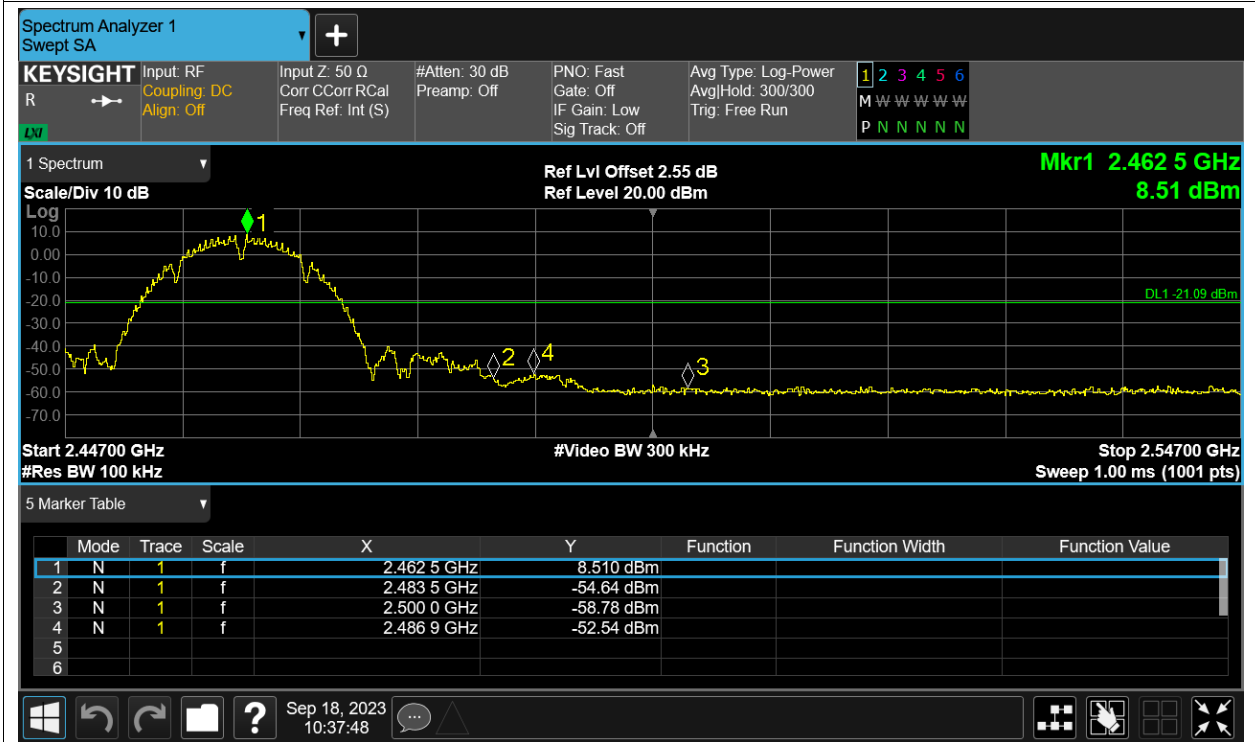 Spectrum Analyzer 1
Swept SA
KEYSIGHT Input: RF Input Z: 50 Ω #Atten: 30 dB PNO: Fast Avg Type: Log-Power 1 2 3 4 5 6
R Coupling: DC Corr CCorr RCal Preamp: Off Gate: Off Avg|Hold: 300/300 M W W W W W
Align: Off Freq Ref: Int (S) IF Gain: Low Trig: Free Run
LXI Sig Track: Off P N N N N N
1 Spectrum Ref Lvl Offset 2.55 dB Mkr1 2.462 5 GHz
Scale/Div 10 dB Ref Level 20.00 dBm 8.51 dBm
Log
1
10.0
0.00
-10.0
-20.0 DL1 -21.09 dBm
-30.0
-40.0 2 4
-50.0 3
-60.0
-70.0
Start 2.44700 GHz #Video BW 300 kHz Stop 2.54700 GHz
#Res BW 100 kHz Sweep 1.00 ms (1001 pts)
5 Marker Table
Mode Trace Scale X Y Function Function Width Function Value
1 N 1 f 2.462 5 GHz 8.510 dBm
2 N 1 f 2.483 5 GHz -54.64 dBm
3 N 1 f 2.500 0 GHz -58.78 dBm
4 N 1 f 2.486 9 GHz -52.54 dBm
5
6
? Sep 18, 2023
10:37:48